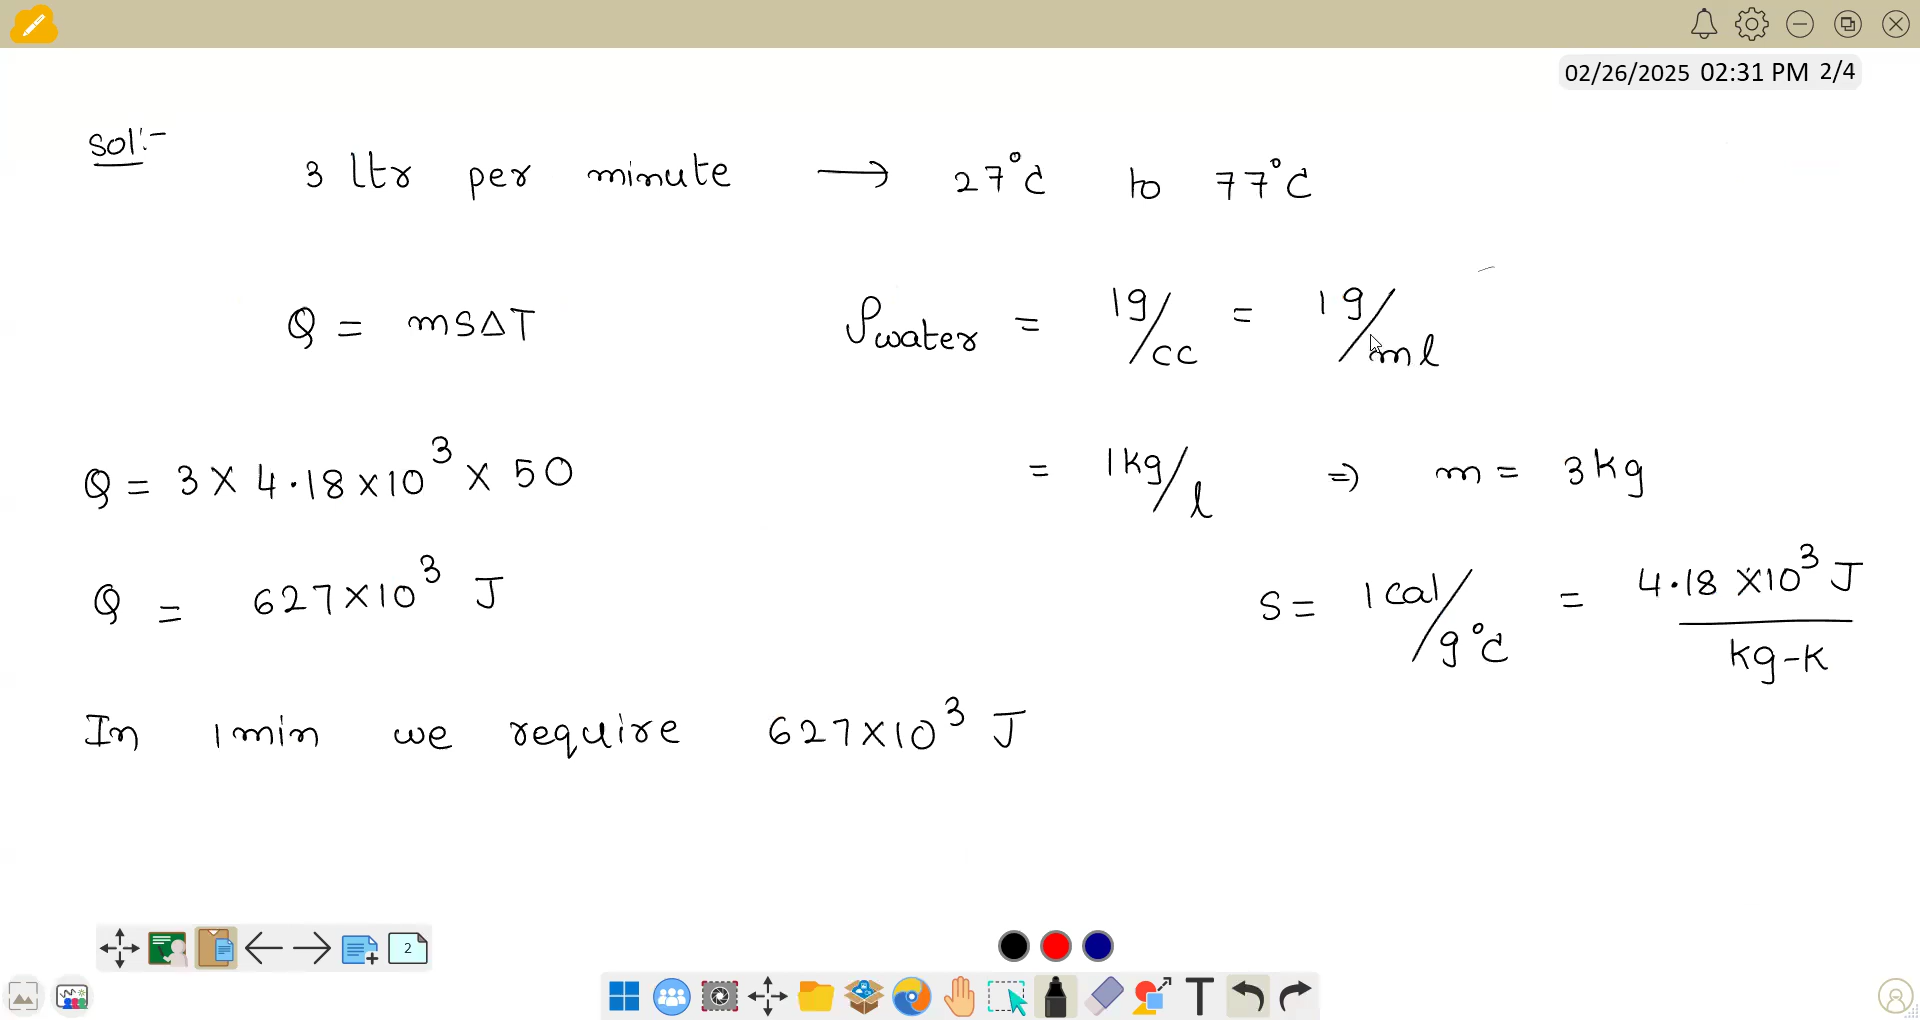 02/26/2025 02:31 PM 2/4
Sol:-
3 ltr per minute → 27°C to 77°C
Q = mSΔT
ρwater = 1g/cc = 1g/ml
Q = 3 × 4.18 × 10³ × 50
= 1kg/l ⇒ m = 3kg
Q = 627×10³ J
S = 1cal/g°C = 4.18 ×10³ J/kg-K
In 1min we require 627×10³ J
2
T